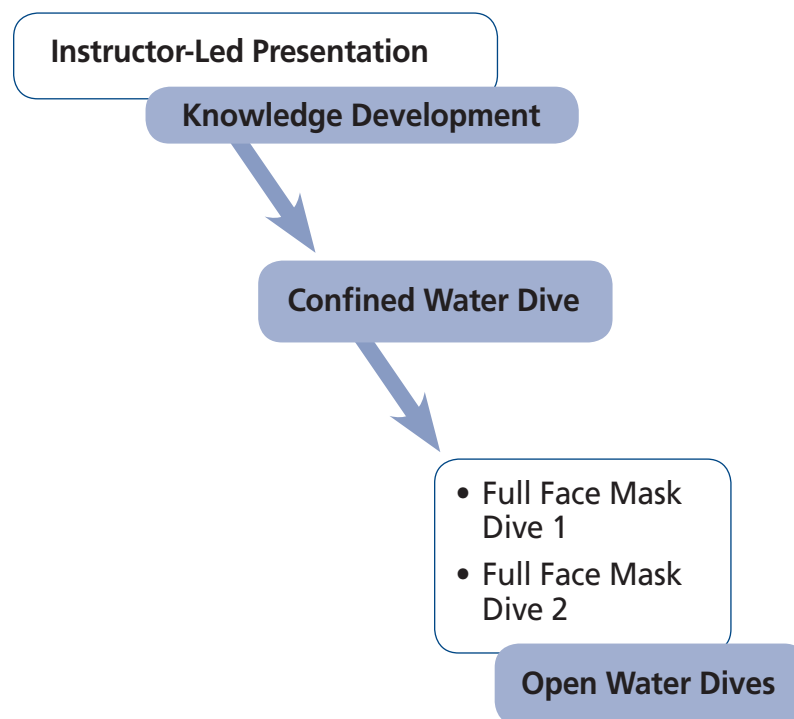 Instructor-Led Presentation
Knowledge Development
Confined Water Dive
• Full Face Mask
Dive 1
• Full Face Mask
Dive 2
Open Water Dives